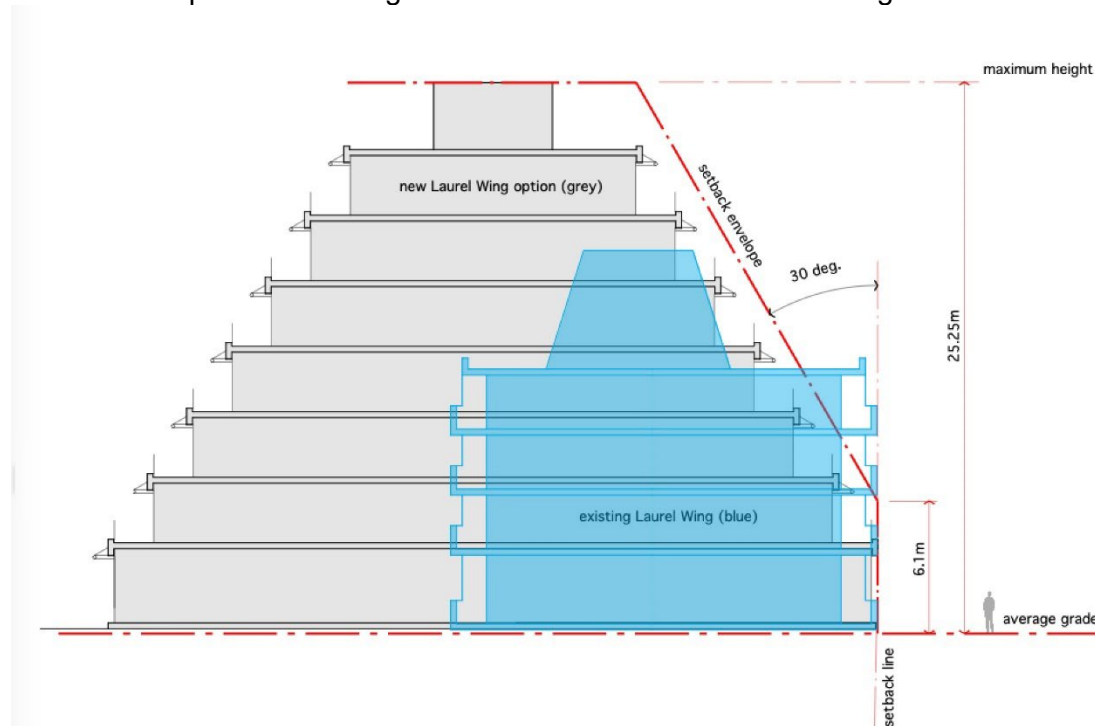 maximum height
new Laurel Wing option (grey)
setback envelope
30 deg.
25.25m
existing Laurel Wing (blue)
6.1m
average grade
setback line